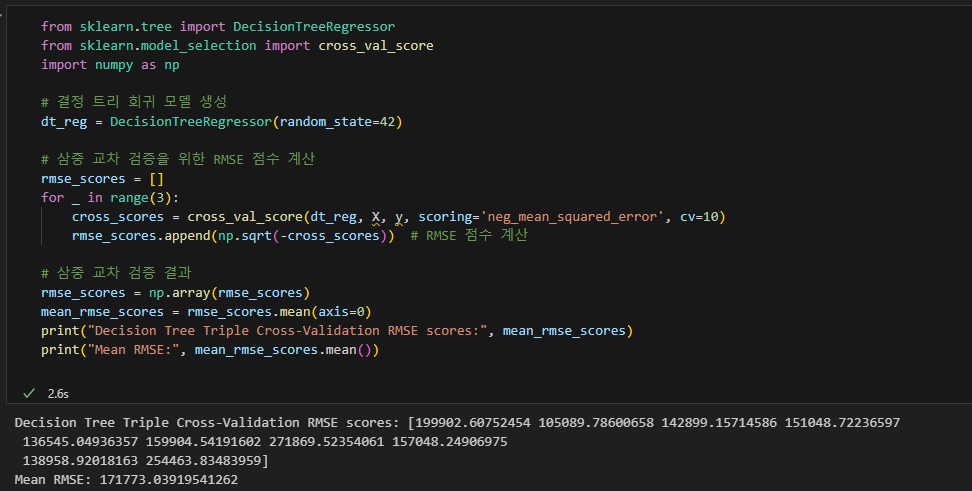 from sklearn.tree import DecisionTreeRegressor
from sklearn.model_selection import cross_val_score
import numpy as np
# 결정 트리 회귀 모델 생성
dt_reg = DecisionTreeRegressor(random_state=42)
# 삼중 교차 검증을 위한 RMSE 점수 계산
rmse_scores = []
for _ in range(3):
    cross_scores = cross_val_score(dt_reg, X, y, scoring='neg_mean_squared_error', cv=10)
    rmse_scores.append(np.sqrt(-cross_scores))  # RMSE 점수 계산
# 삼중 교차 검증 결과
rmse_scores = np.array(rmse_scores)
mean_rmse_scores = rmse_scores.mean(axis=0)
print("Decision Tree Triple Cross-Validation RMSE scores:", mean_rmse_scores)
print("Mean RMSE:", mean_rmse_scores.mean())
2.6s
Decision Tree Triple Cross-Validation RMSE scores: [199902.60752454 105089.78600658 142899.15714586 151048.72236597
 136545.04936357 159904.54191602 271869.52354061 157048.24906975
 138958.92018163 254463.83483959]
Mean RMSE: 171773.03919541262